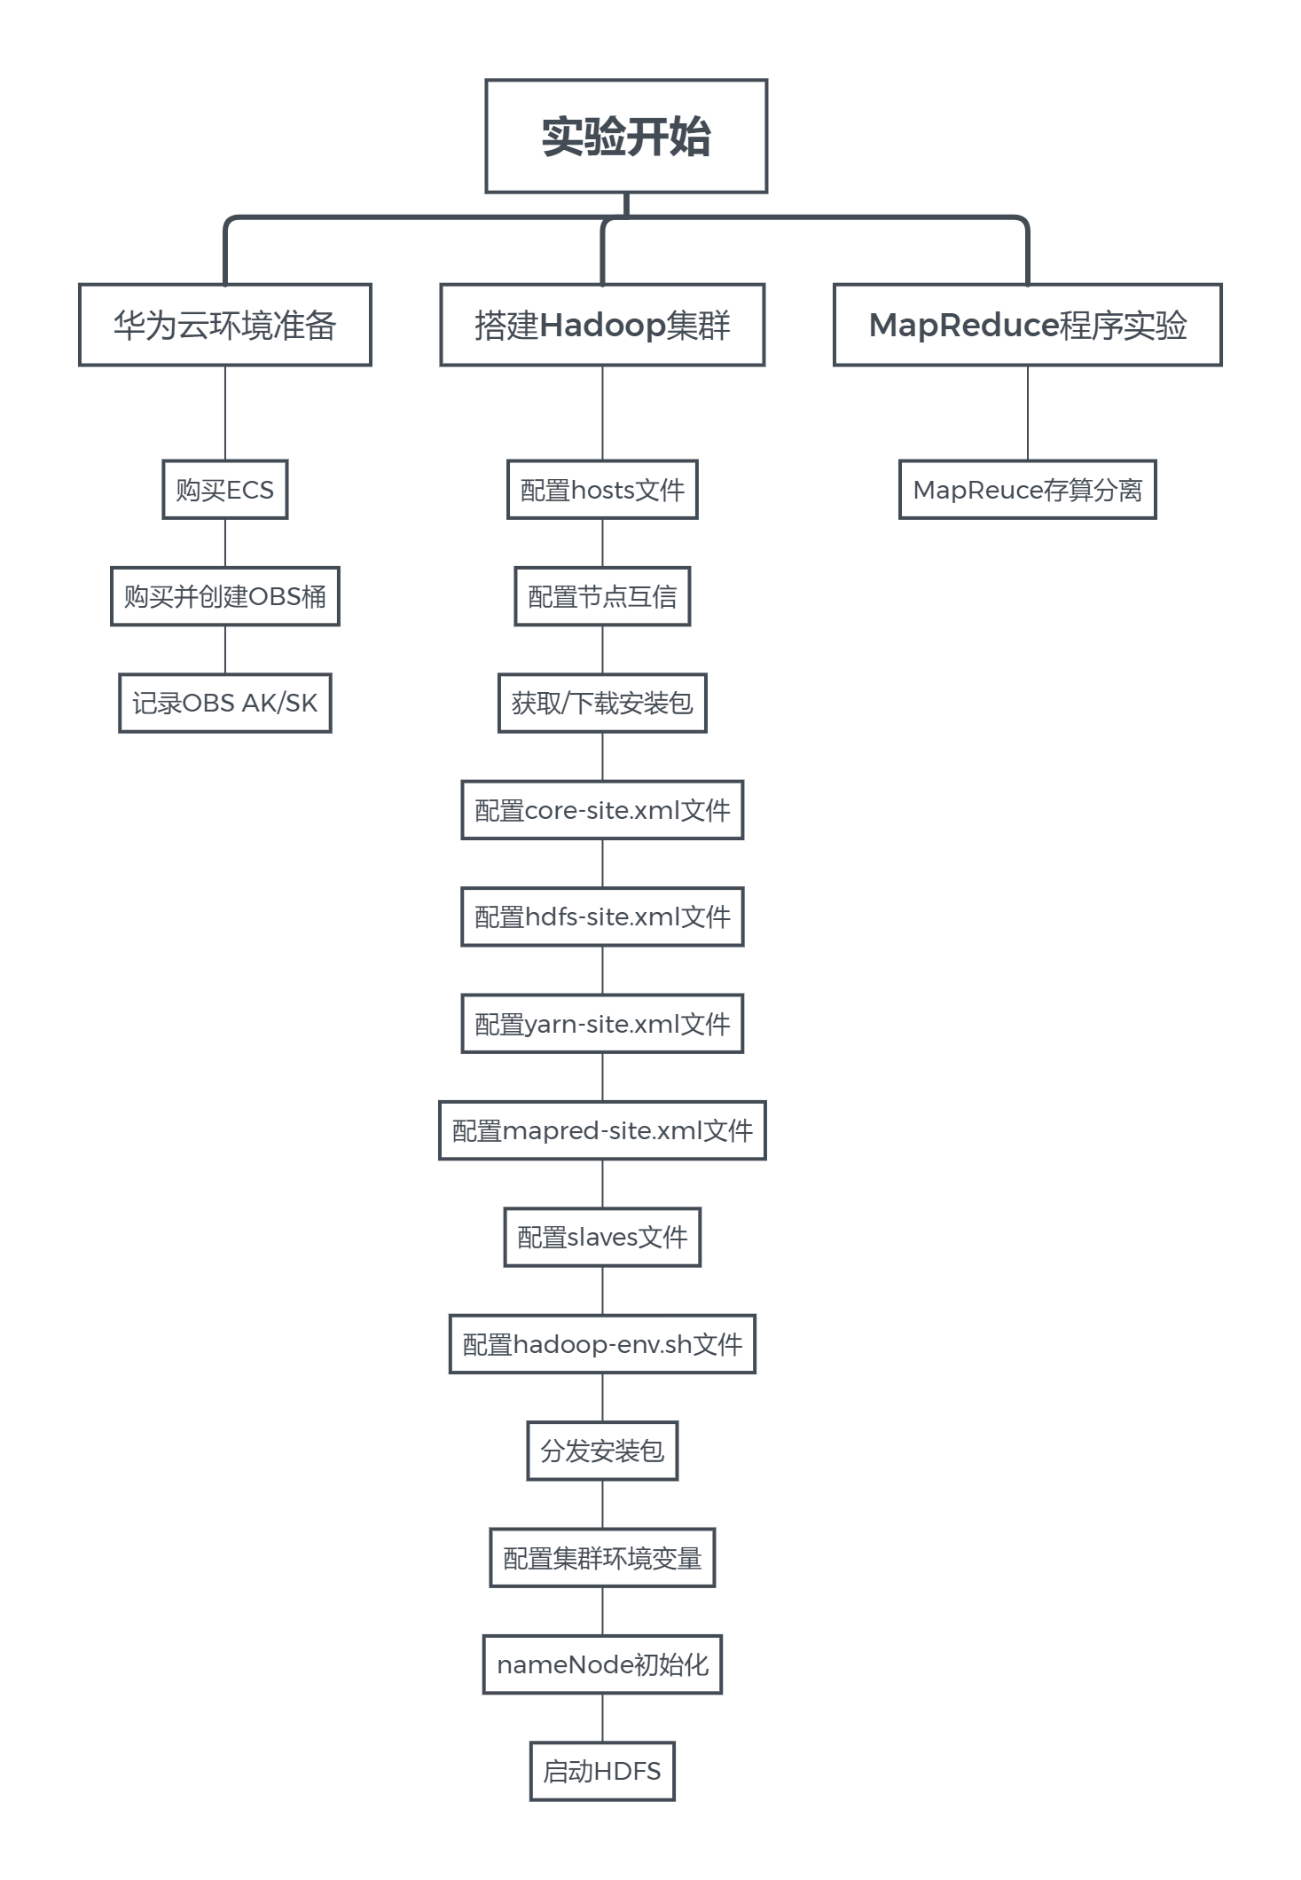 实验开始
华为云环境准备
搭建Hadoop集群
MapReduce程序实验
购买ECS
配置hosts文件
MapReuce存算分离
购买并创建OBS桶
配置节点互信
记录OBS AK/SK
获取/下载安装包
配置core-site.xml文件
配置hdfs-site.xml文件
配置yarn-site.xml文件
配置mapred-site.xml文件
配置slaves文件
配置hadoop-env.sh文件
分发安装包
配置集群环境变量
nameNode初始化
启动HDFS